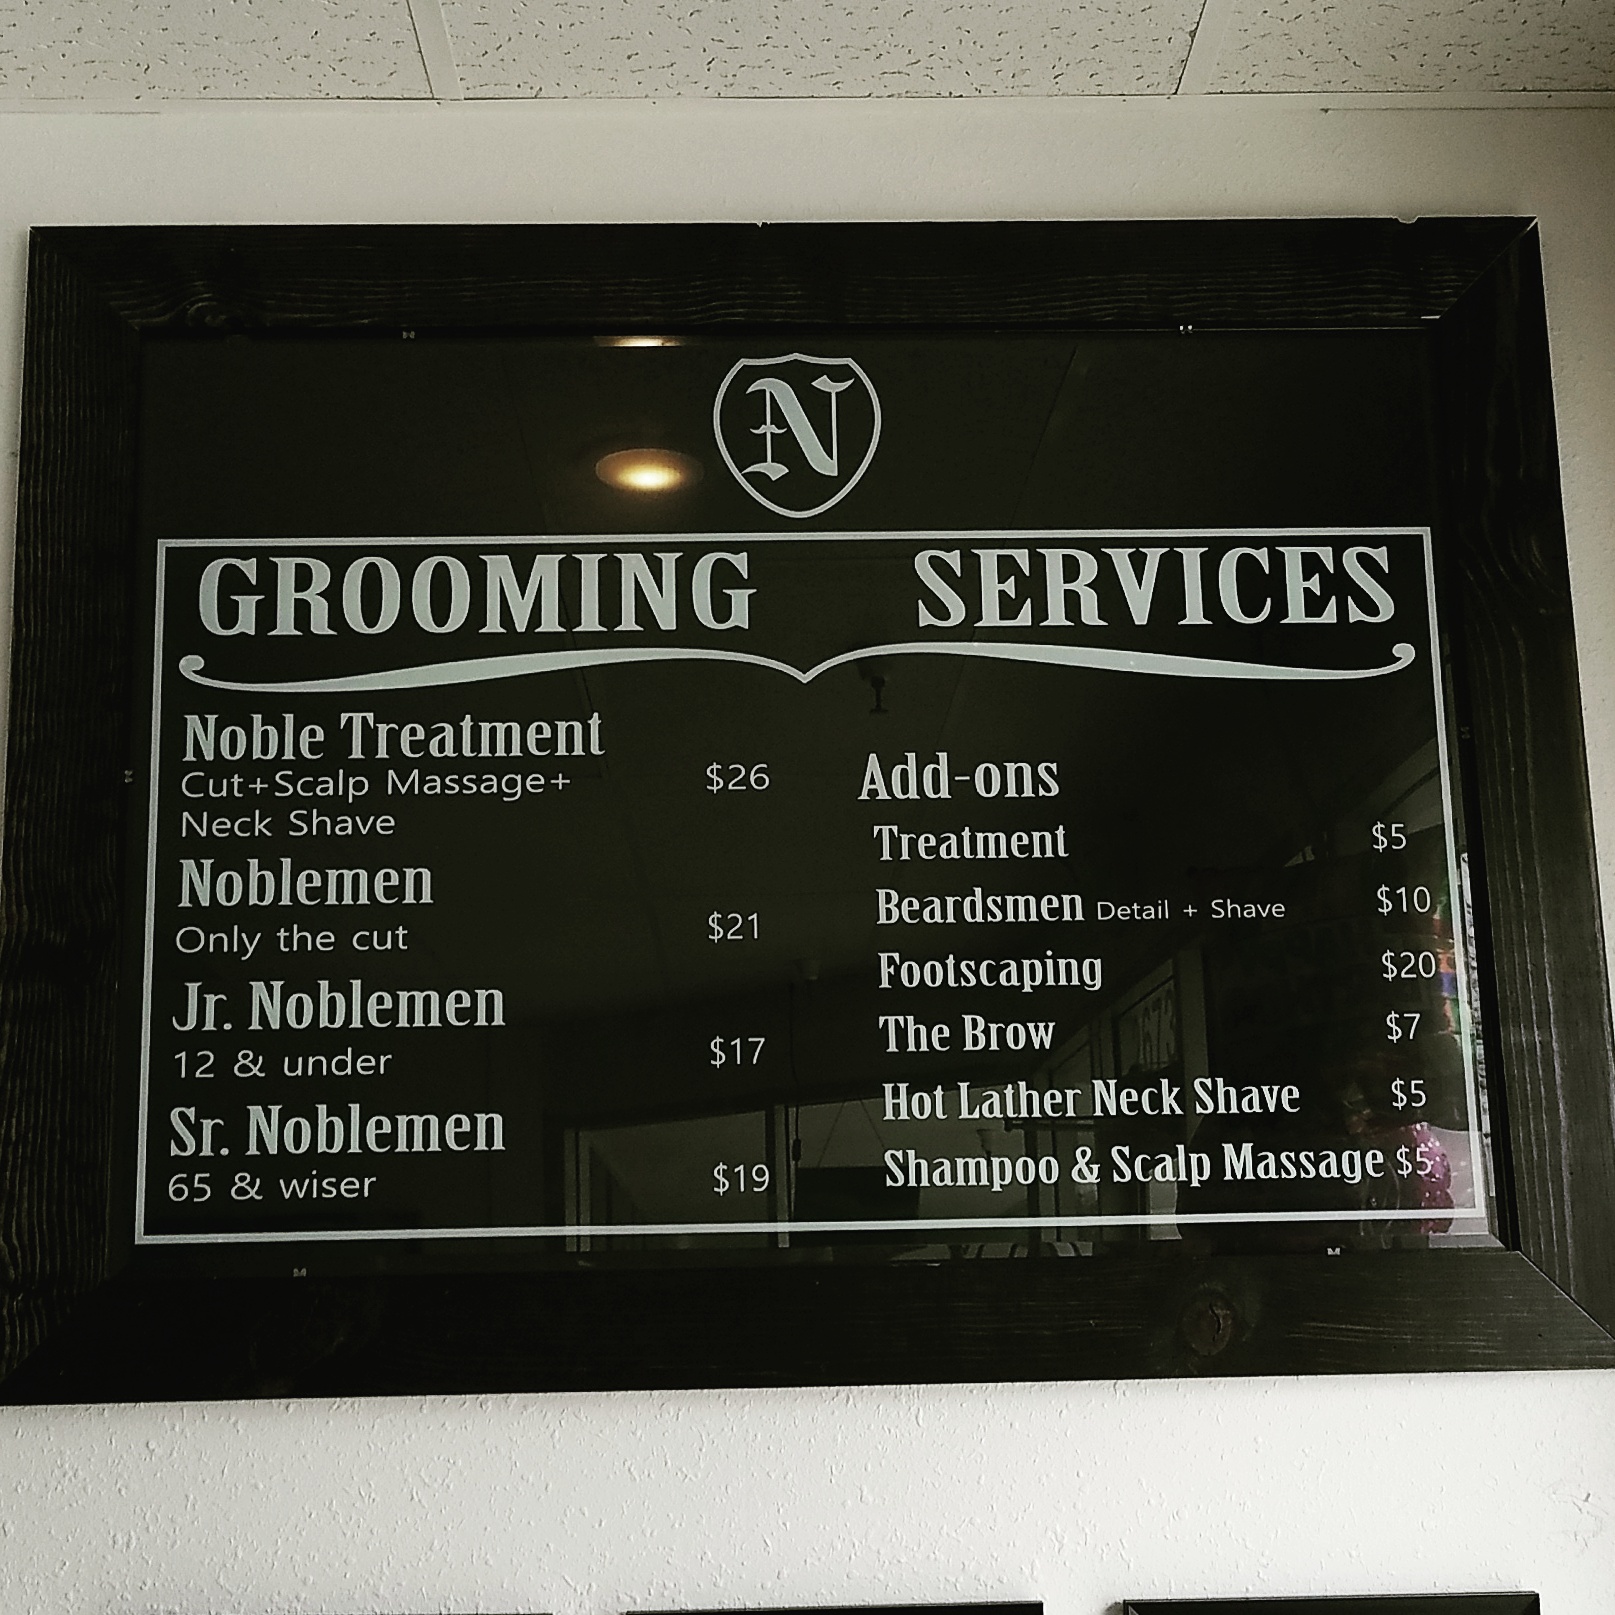 N
GROOMING SERVICES
Noble Treatment
Cut+Scalp Massage+ $26
Neck Shave
Noblemen
Only the cut $21
Jr. Noblemen
12 & under $17
Sr. Noblemen
65 & wiser $19
Add-ons
Treatment $5
Beardsmen Detail + Shave $10
Footscaping $20
The Brow $7
Hot Lather Neck Shave $5
Shampoo & Scalp Massage $5